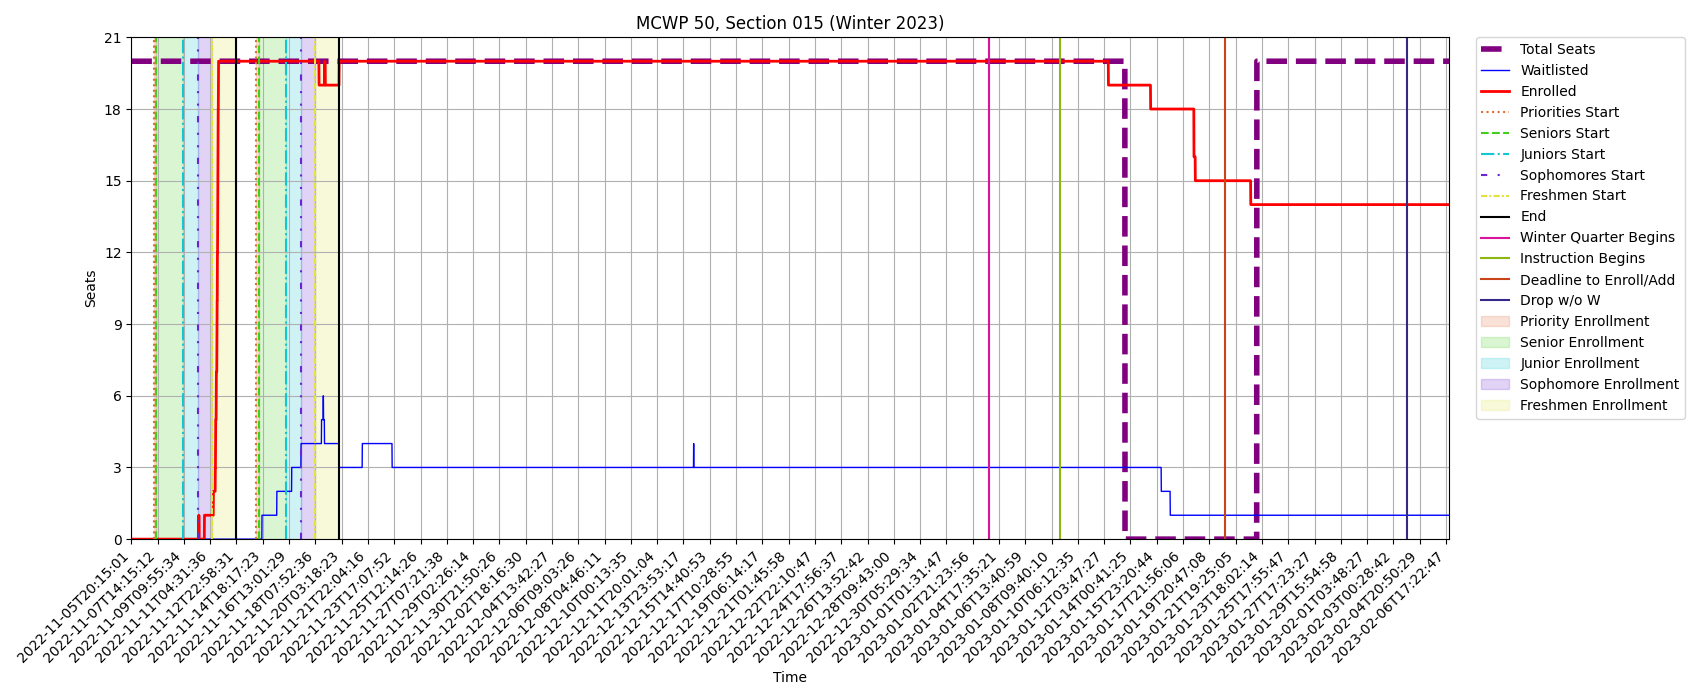 MCWP 50, Section 015 (Winter 2023)
Seats
21
18
15
12
9
6
3
0
2022-11-05T20:15:01
2022-11-07T14:15:12
2022-11-09T09:55:34
2022-11-11T04:31:36
2022-11-12T22:58:31
2022-11-14T18:17:23
2022-11-16T13:01:29
2022-11-18T07:52:36
2022-11-20T03:18:23
2022-11-21T22:04:16
2022-11-23T17:07:52
2022-11-25T12:14:26
2022-11-27T07:21:38
2022-11-29T02:26:14
2022-11-30T21:50:26
2022-12-02T18:16:30
2022-12-04T13:42:27
2022-12-06T09:03:26
2022-12-08T04:46:11
2022-12-10T00:13:35
2022-12-11T20:01:04
2022-12-13T23:53:17
2022-12-15T14:40:53
2022-12-17T10:28:55
2022-12-19T06:14:17
2022-12-21T01:45:58
2022-12-22T22:10:47
2022-12-24T17:56:37
2022-12-26T13:52:42
2022-12-28T09:43:00
2022-12-30T05:29:34
2023-01-01T01:31:47
2023-01-02T21:23:56
2023-01-04T17:35:21
2023-01-06T13:40:59
2023-01-08T09:40:10
2023-01-10T06:12:35
2023-01-12T03:47:27
2023-01-14T00:41:25
2023-01-15T23:20:44
2023-01-17T21:56:06
2023-01-19T20:47:08
2023-01-21T19:25:05
2023-01-23T18:02:14
2023-01-25T17:55:47
2023-01-27T17:23:27
2023-01-29T15:54:58
2023-02-01T03:48:27
2023-02-03T00:28:42
2023-02-04T20:50:29
2023-02-06T17:22:47
Time
Total Seats
Waitlisted
Enrolled
Priorities Start
Seniors Start
Juniors Start
Sophomores Start
Freshmen Start
End
Winter Quarter Begins
Instruction Begins
Deadline to Enroll/Add
Drop w/o W
Priority Enrollment
Senior Enrollment
Junior Enrollment
Sophomore Enrollment
Freshmen Enrollment